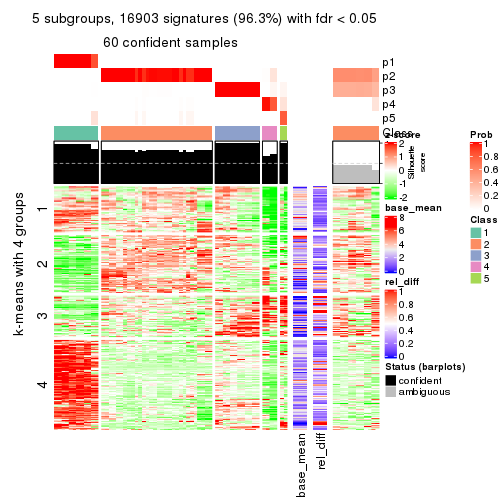 5 subgroups, 16903 signatures (96.3%) with fdr < 0.05
60 confident samples
p1
p2
p3
p4
p5
Class
Silhouette
score
k-means with 4 groups
1
2
3
4
base_mean
rel_diff
z-score
2
1
0
-1
-2
base_mean
8
6
4
2
0
rel_diff
1
0.8
0.6
0.4
0.2
0
Status (barplots)
confident
ambiguous
Prob
1
0.8
0.6
0.4
0.2
0
Class
1
2
3
4
5